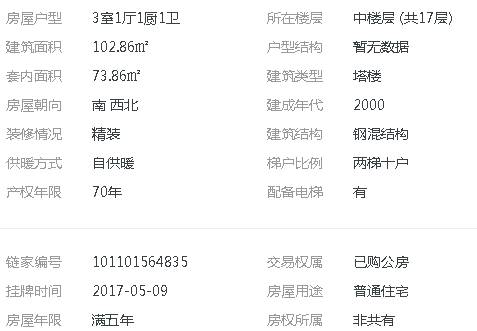 房屋户型 3室1厅1厨1卫 所在楼层 中楼层 (共17层)
建筑面积 102.86㎡ 户型结构 暂无数据
套内面积 73.86㎡ 建筑类型 塔楼
房屋朝向 南 西北 建成年代 2000
装修情况 精装 建筑结构 钢混结构
供暖方式 自供暖 梯户比例 两梯十户
产权年限 70年 配备电梯 有
链家编号 101101564835 交易权属 已购公房
挂牌时间 2017-05-09 房屋用途 普通住宅
房屋年限 满五年 房权所属 非共有